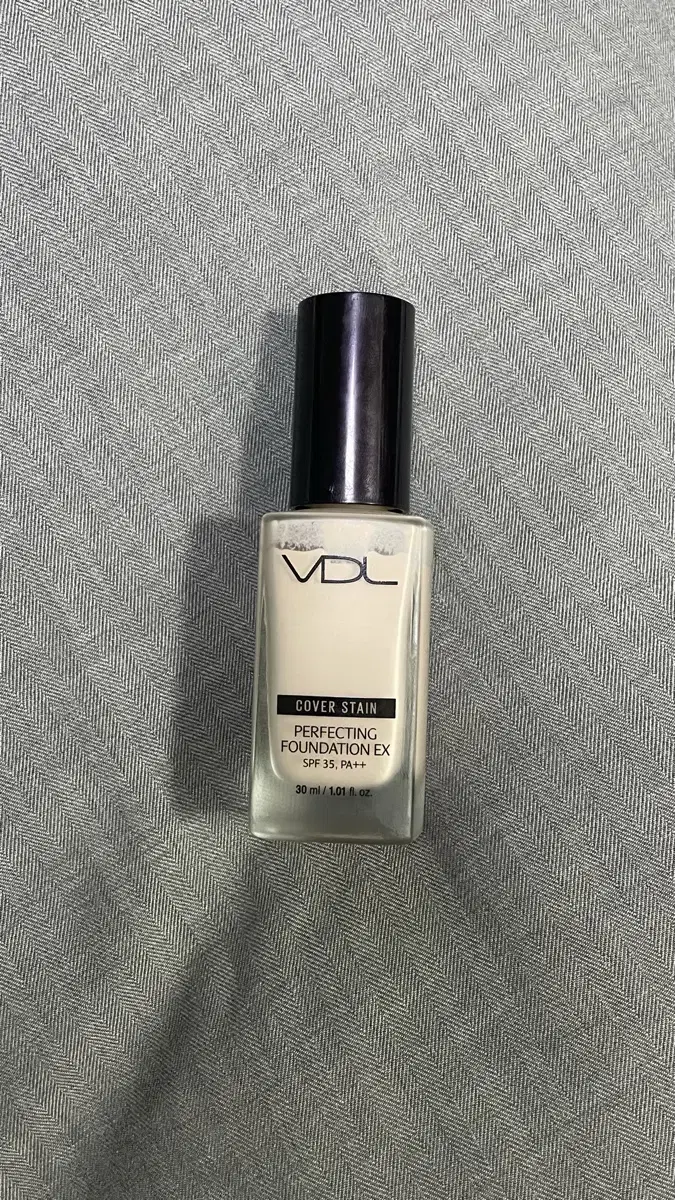 VDL
COVER STAIN
PERFECTING
FOUNDATION EX
SPF 35, PA++
30 ml / 1.01 fl. oz.